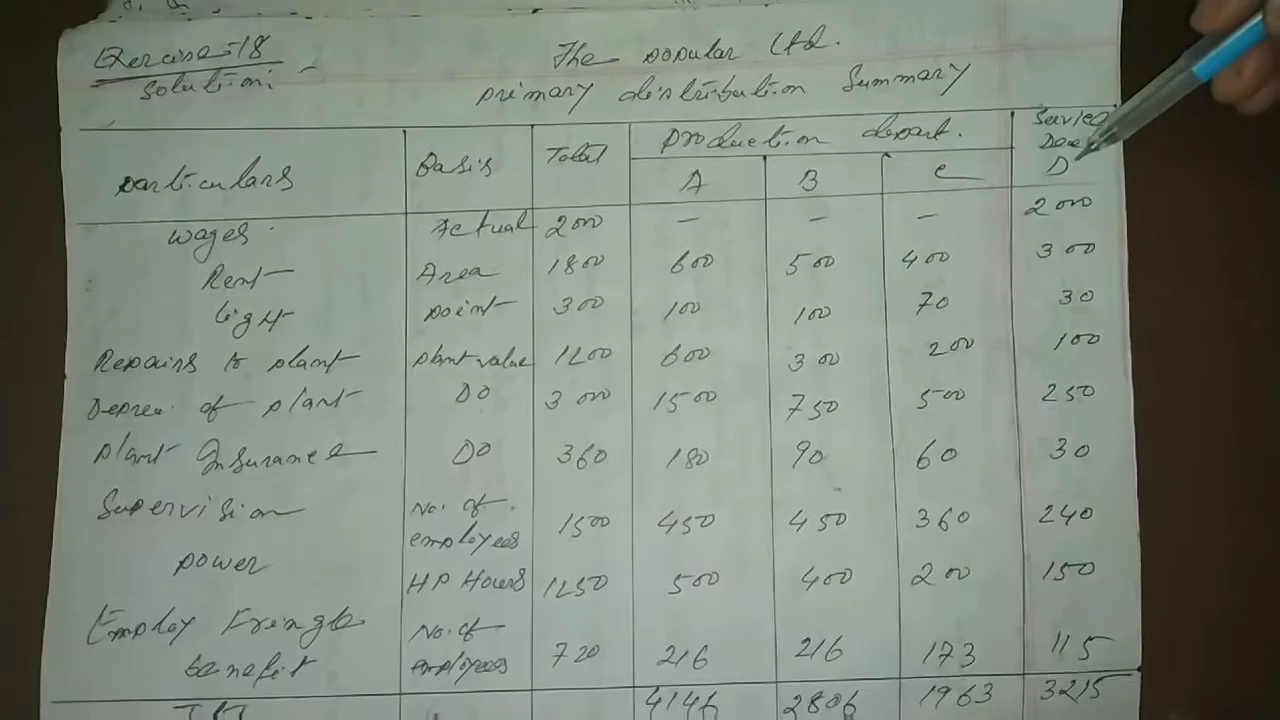 Exercise-18
Solution:
The popular Ltd.
primary distribution Summary
particulars Basis Total production depart. Service
A B C D
Wages Actual 2000 — — — 2000
Rent Area 1800 600 500 400 300
Light point 300 100 100 70 30
Repairs to plant plant value 1200 600 300 200 100
Deprec. of plant DO 3000 1500 750 500 250
plant Insurance DO 360 180 90 60 30
Supervision No. of employees 1500 450 450 360 240
power HP Hours 1250 500 400 200 150
Employ Fringe benefit No. of employees 720 216 216 173 115
4146 2806 1963 3215